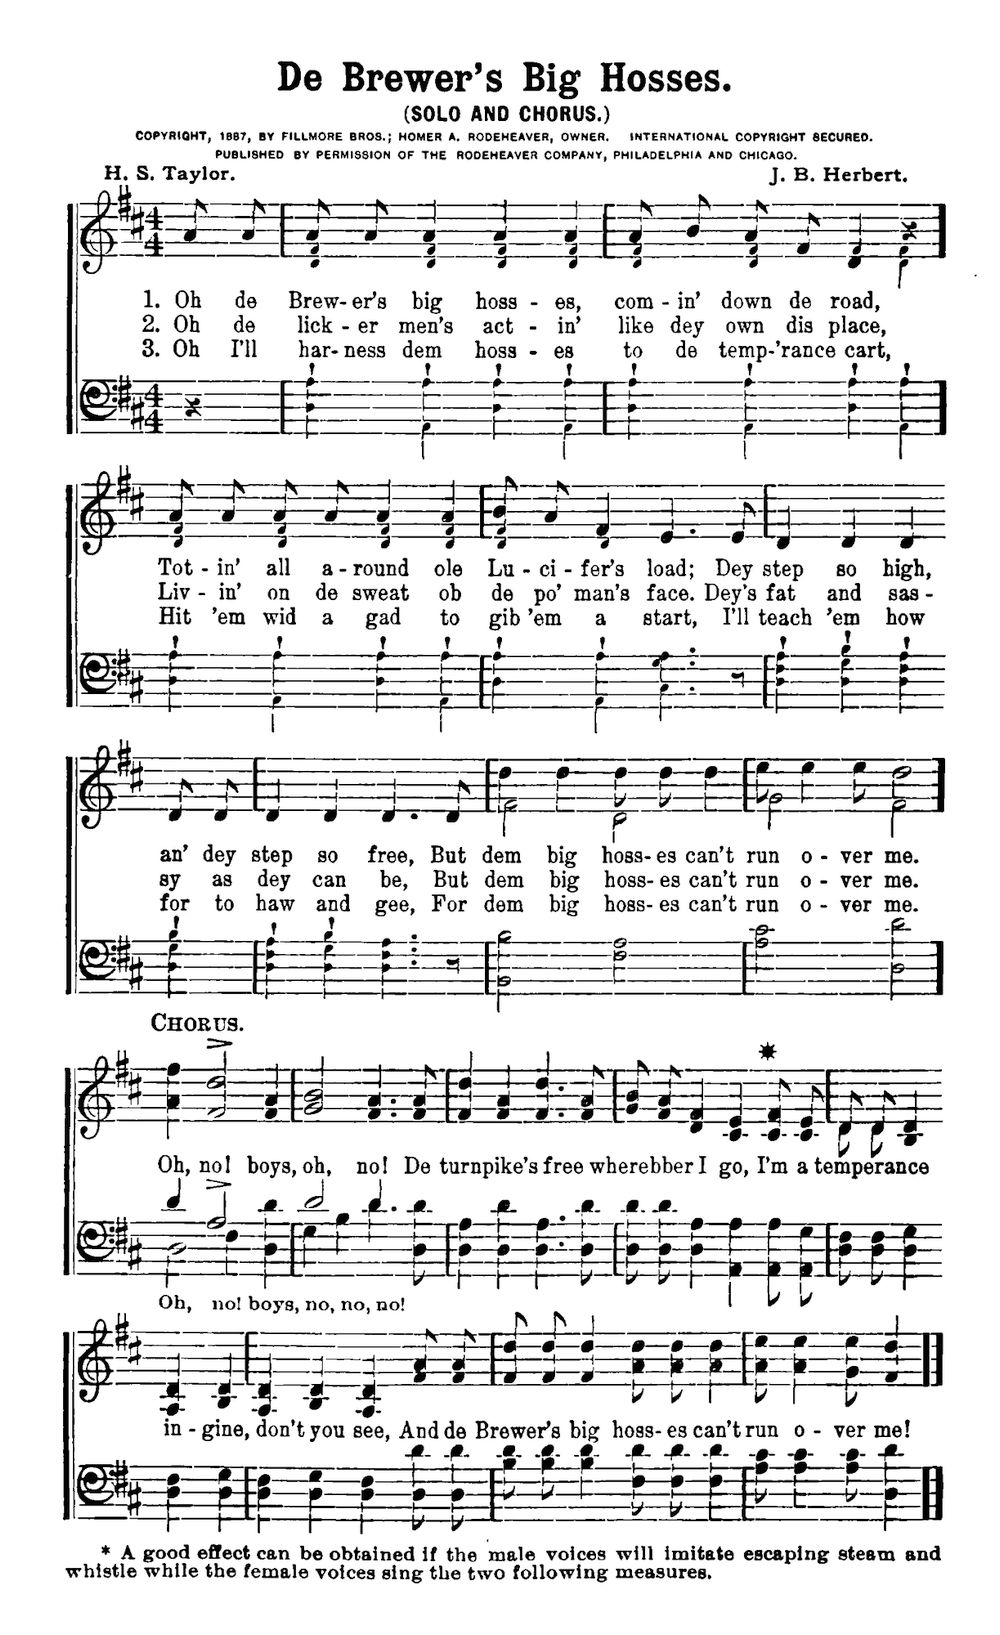 De Brewer's Big Hosses.
(SOLO AND CHORUS.)
COPYRIGHT, 1887, BY FILLMORE BROS.; HOMER A. RODEHEAVER, OWNER. INTERNATIONAL COPYRIGHT SECURED.
PUBLISHED BY PERMISSION OF THE RODEHEAVER COMPANY, PHILADELPHIA AND CHICAGO.
H. S. Taylor. J. B. Herbert.
1. Oh de Brew-er's big hoss - es, com - in' down de road,
2. Oh de lick - er men's act - in' like dey own dis place,
3. Oh I'll har- ness dem hoss - es to de temp-'rance cart,
Tot - in' all a - round ole Lu - ci - fer's load; Dey step so high,
Liv - in' on de sweat ob de po' man's face. Dey's fat and sas -
Hit 'em wid a gad to gib 'em a start, I'll teach 'em how
an' dey step so free, But dem big hoss- es can't run o - ver me.
sy as dey can be, But dem big hoss- es can't run o - ver me.
for to haw and gee, For dem big hoss- es can't run o - ver me.
CHORUS.
Oh, no! boys, oh, no! De turnpike's free wherebber I go, I'm a temperance
Oh, no! boys, no, no, no!
in - gine, don't you see, And de Brewer's big hoss- es can't run o - ver me!
* A good effect can be obtained if the male voices will imitate escaping steam and
whistle while the female voices sing the two following measures.